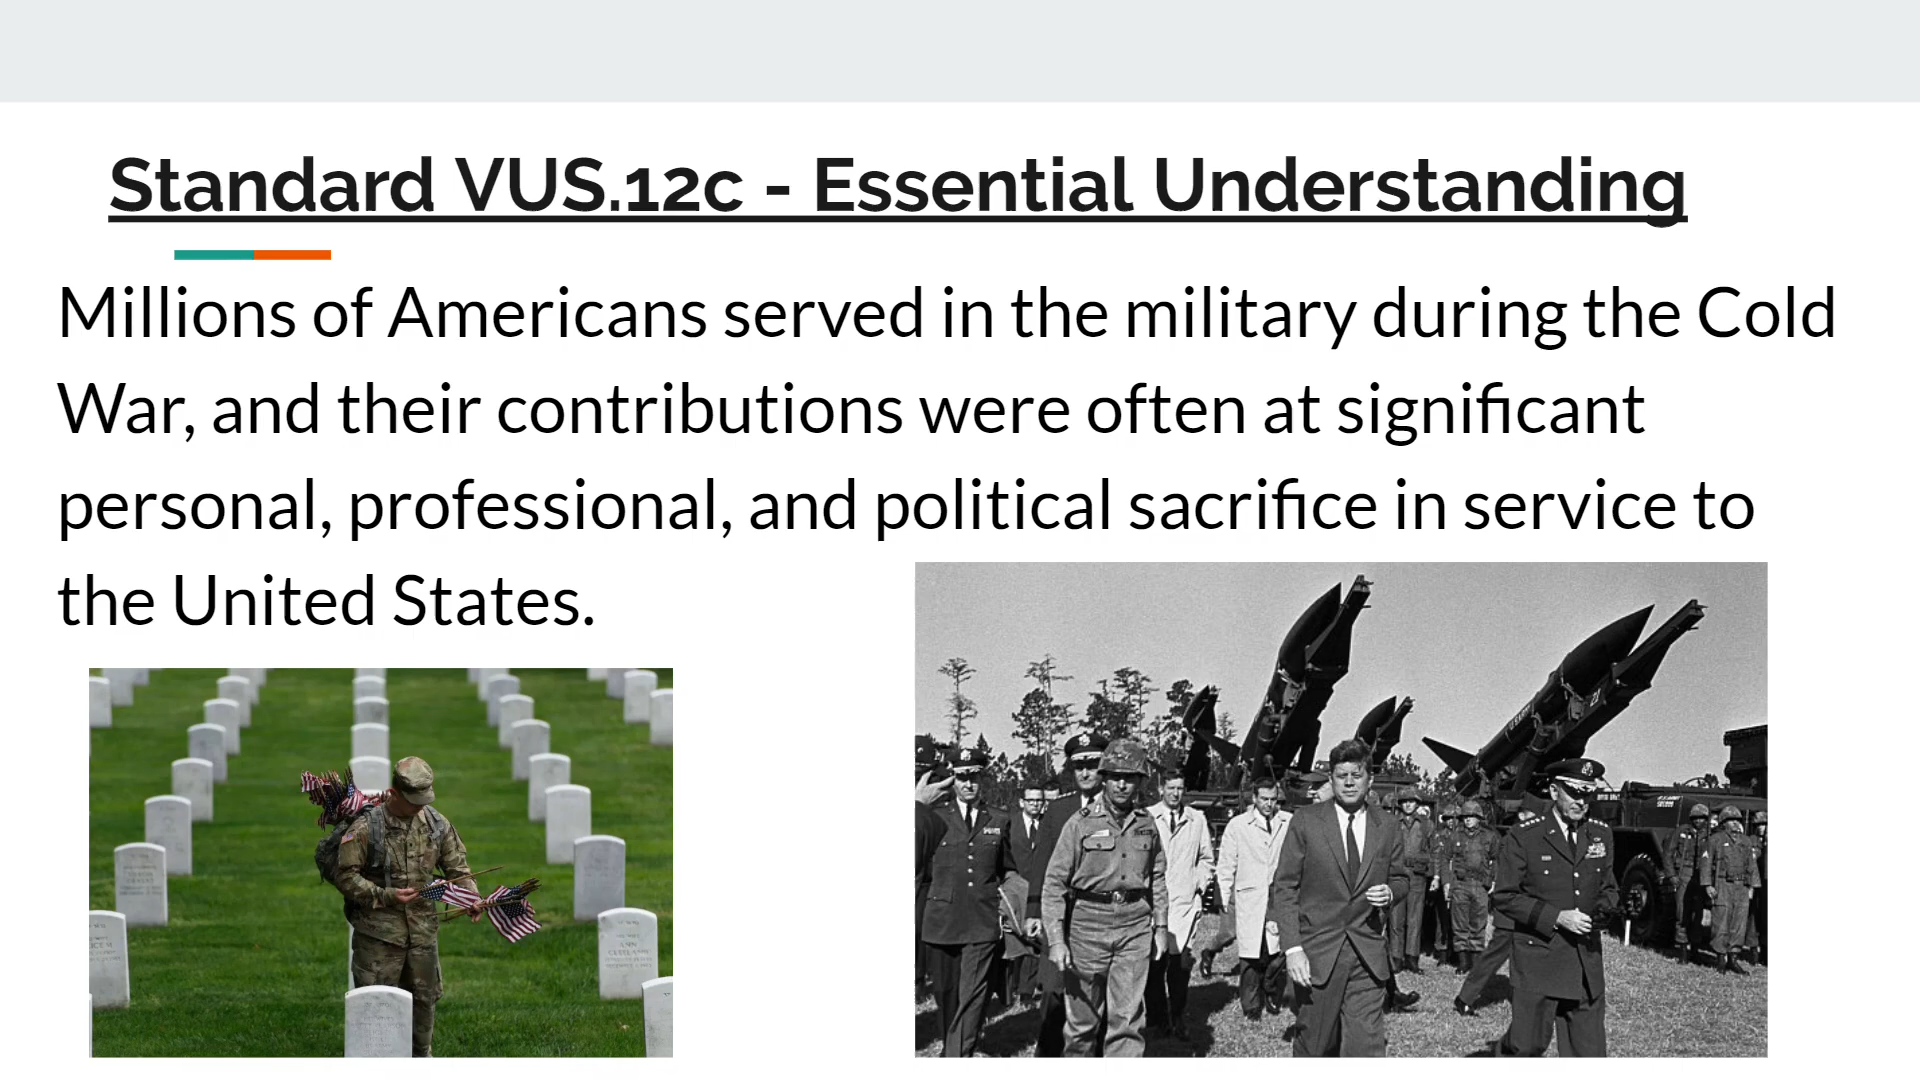 Standard VUS.12c - Essential Understanding
Millions of Americans served in the military during the Cold
War, and their contributions were often at significant
personal, professional, and political sacrifice in service to
the United States.